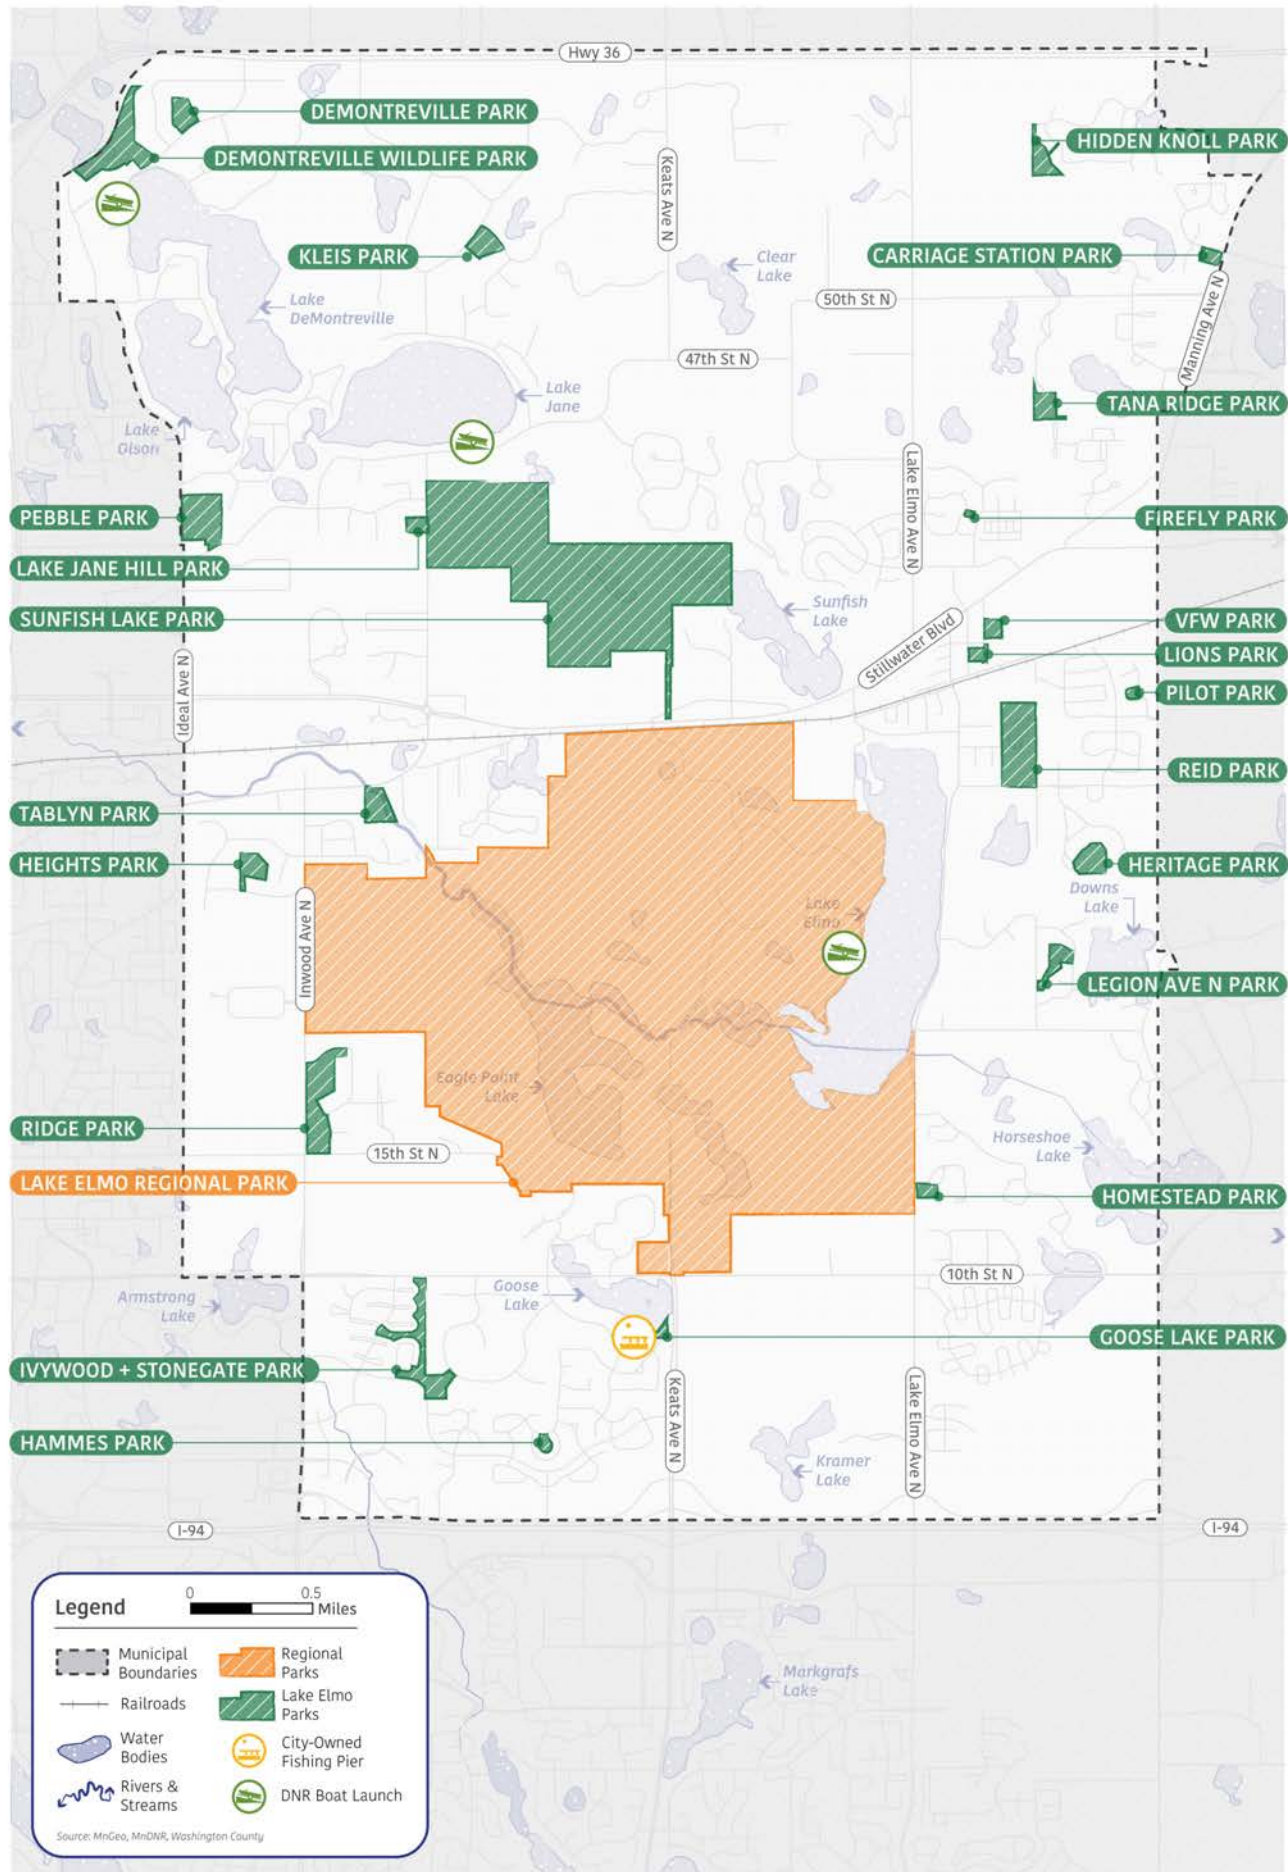 Hwy 36
DEMONTREVILLE PARK
HIDDEN KNOLL PARK
DEMONTREVILLE WILDLIFE PARK
Keats Ave N
KLEIS PARK
Clear
Lake
CARRIAGE STATION PARK
Lake
DeMontreville
50th St N
Manning Ave N
47th St N
Lake
Jane
TANA RIDGE PARK
Lake
Olson
Lake Elmo Ave N
PEBBLE PARK
FIREFLY PARK
LAKE JANE HILL PARK
SUNFISH LAKE PARK
Sunfish
Lake
VFW PARK
Stillwater Blvd
LIONS PARK
Ideal Ave N
PILOT PARK
REID PARK
TABLYN PARK
HEIGHTS PARK
HERITAGE PARK
Downs
Lake
Lake
Elmo
Inwood Ave N
LEGION AVE N PARK
Eagle Point
Lake
RIDGE PARK
15th St N
Horseshoe
Lake
LAKE ELMO REGIONAL PARK
HOMESTEAD PARK
10th St N
Armstrong
Lake
Goose
Lake
GOOSE LAKE PARK
IVYWOOD + STONEGATE PARK
Keats Ave N
Lake Elmo Ave N
HAMMES PARK
Kramer
Lake
I-94
I-94
Legend
0 0.5
Miles
Municipal
Boundaries
Regional
Parks
Railroads
Lake Elmo
Parks
Water
Bodies
City-Owned
Fishing Pier
Rivers &
Streams
DNR Boat Launch
Source: MnGeo, MnDNR, Washington County
Markgrafs
Lake